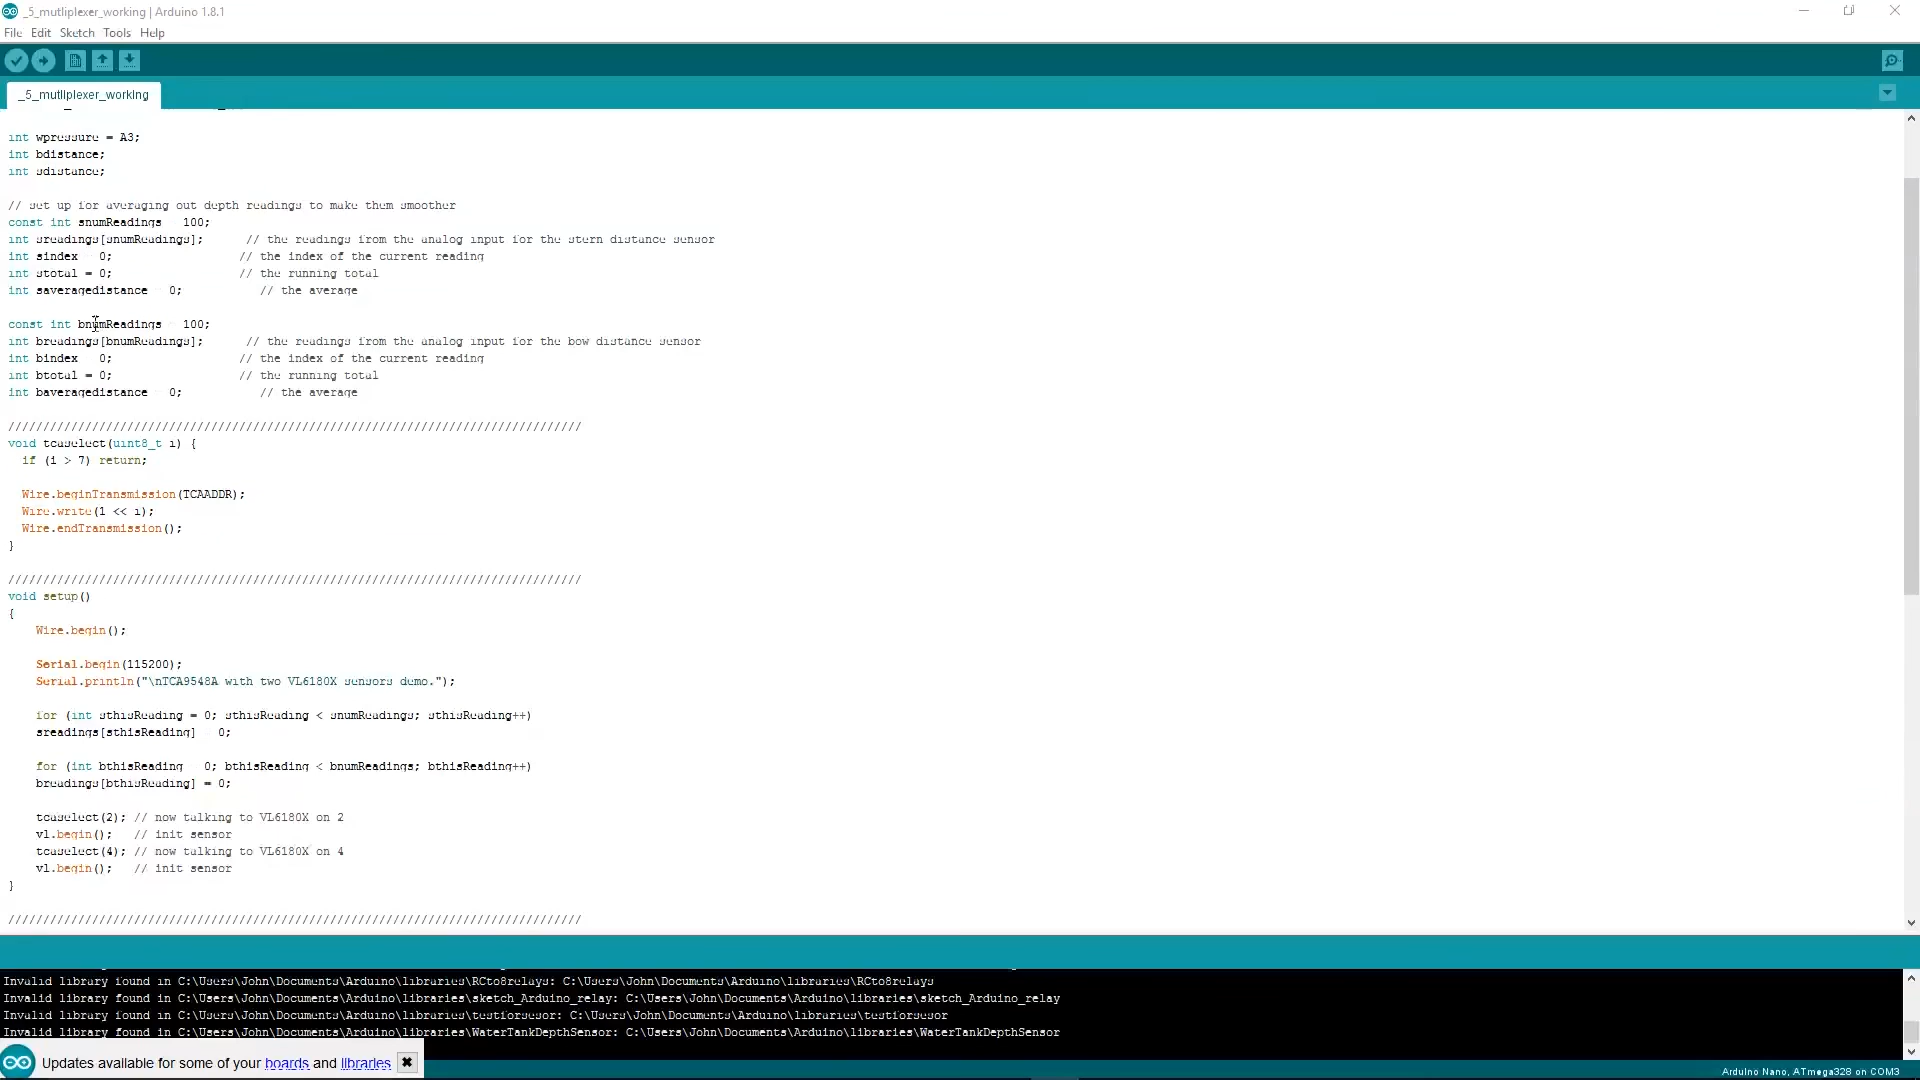 _5_mutliplexer_working | Arduino 1.8.1
File Edit Sketch Tools Help
_5_mutliplexer_working
int wpressure = A3;
int bdistance;
int sdistance;
// set up for averaging out depth readings to make them smoother
const int snumReadings = 100;
int sreadings[snumReadings];      // the readings from the analog input for the stern distance sensor
int sindex = 0;                  // the index of the current reading
int stotal = 0;                  // the running total
int saveragedistance = 0;           // the average
const int bnumReadings = 100;
int breadings[bnumReadings];      // the readings from the analog input for the bow distance sensor
int bindex = 0;                  // the index of the current reading
int btotal = 0;                  // the running total
int baveragedistance = 0;           // the average
//////////////////////////////////////////////////////////////////////////////////
void tcaselect(uint8_t i) {
if (i > 7) return;
Wire.beginTransmission(TCAADDR);
Wire.write(1 << i);
Wire.endTransmission();
}
//////////////////////////////////////////////////////////////////////////////////
void setup()
{
Wire.begin();
Serial.begin(115200);
Serial.println("\nTCA9548A with two VL6180X sensors demo.");
for (int sthisReading = 0; sthisReading < snumReadings; sthisReading++)
sreadings[sthisReading] = 0;
for (int bthisReading = 0; bthisReading < bnumReadings; bthisReading++)
breadings[bthisReading] = 0;
tcaselect(2); // now talking to VL6180X on 2
vl.begin();   // init sensor
tcaselect(4); // now talking to VL6180X on 4
vl.begin();   // init sensor
}
//////////////////////////////////////////////////////////////////////////////////
Invalid library found in C:\Users\John\Documents\Arduino\libraries\RCto8relays: C:\Users\John\Documents\Arduino\libraries\RCto8relays
Invalid library found in C:\Users\John\Documents\Arduino\libraries\sketch_Arduino_relay: C:\Users\John\Documents\Arduino\libraries\sketch_Arduino_relay
Invalid library found in C:\Users\John\Documents\Arduino\libraries\testforsesor: C:\Users\John\Documents\Arduino\libraries\testforsesor
Invalid library found in C:\Users\John\Documents\Arduino\libraries\WaterTankDepthSensor: C:\Users\John\Documents\Arduino\libraries\WaterTankDepthSensor
Updates available for some of your boards and libraries
Arduino Nano, ATmega328 on COM3